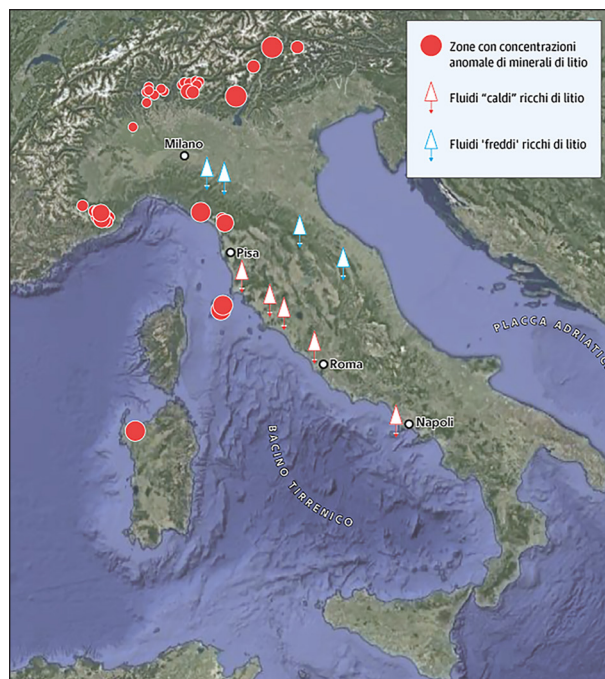 Zone con concentrazioni
anomale di minerali di litio
Fluidi “caldi” ricchi di litio
Fluidi 'freddi' ricchi di litio
Milano
Pisa
PLACCA ADRIATIC
Roma
Napoli
BACINO TIRRENICO